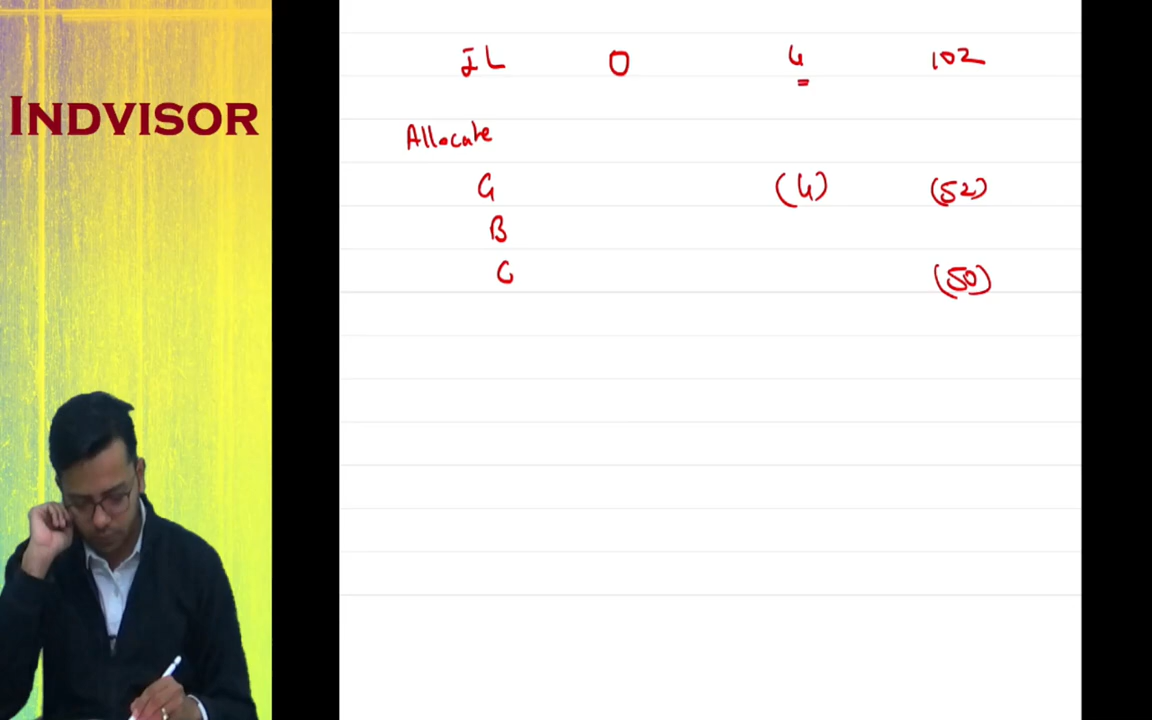 INDVISOR
IL 0 4 102
Allocate
G (4) (52)
B
C (50)